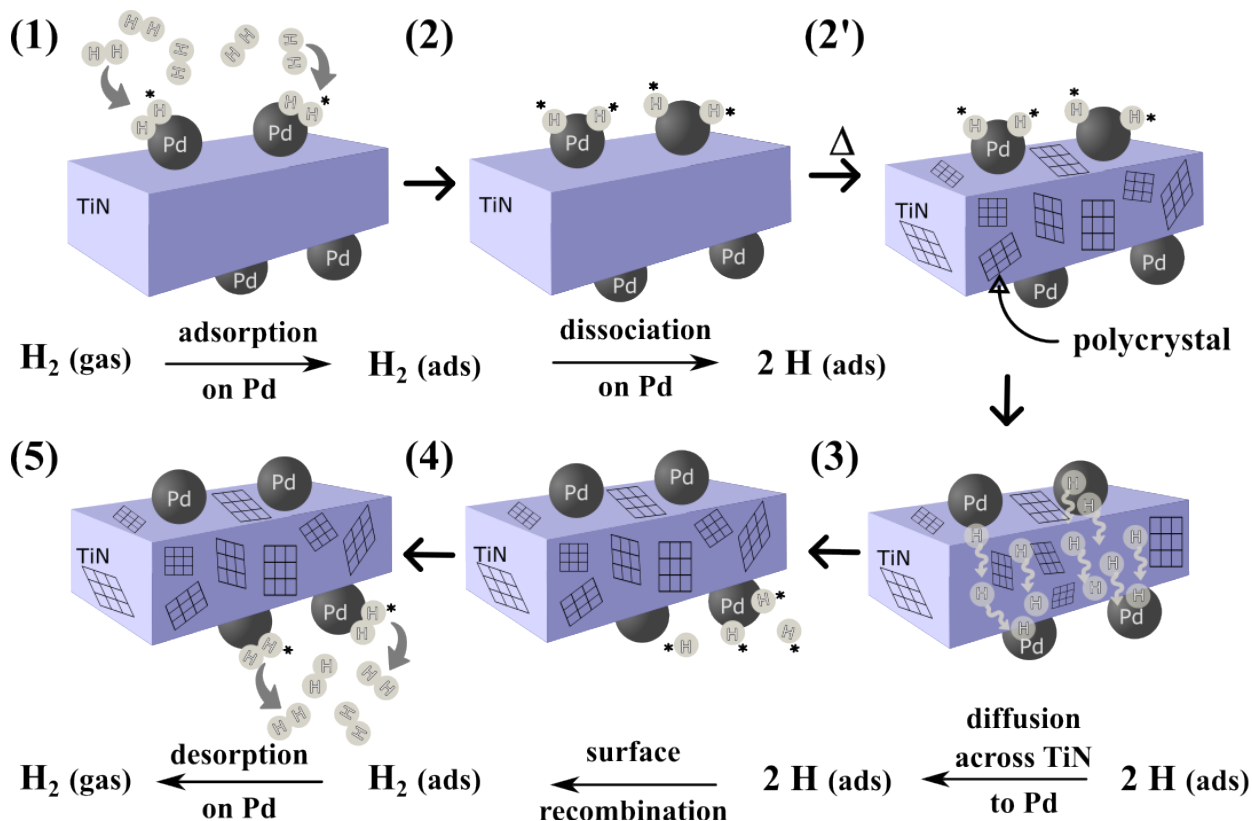 (1)
H H H H H H H H H H
* H H H H *
Pd Pd
TiN
Pd Pd
(2)
* H H * * H H *
Pd
TiN
Pd Pd
Δ
(2')
* H H * * H H *
Pd
TiN
Pd
polycrystal
H₂ (gas)
adsorption
on Pd
H₂ (ads)
dissociation
on Pd
2 H (ads)
(5)
Pd Pd
TiN
Pd
H H * H H *
H H H H H H H H
(4)
Pd Pd
TiN
Pd
H * H * H * H *
(3)
Pd
H H
H H H H H
H H H H
H H
TiN
Pd Pd
H₂ (gas)
desorption
on Pd
H₂ (ads)
surface
recombination
2 H (ads)
diffusion
across TiN
to Pd
2 H (ads)